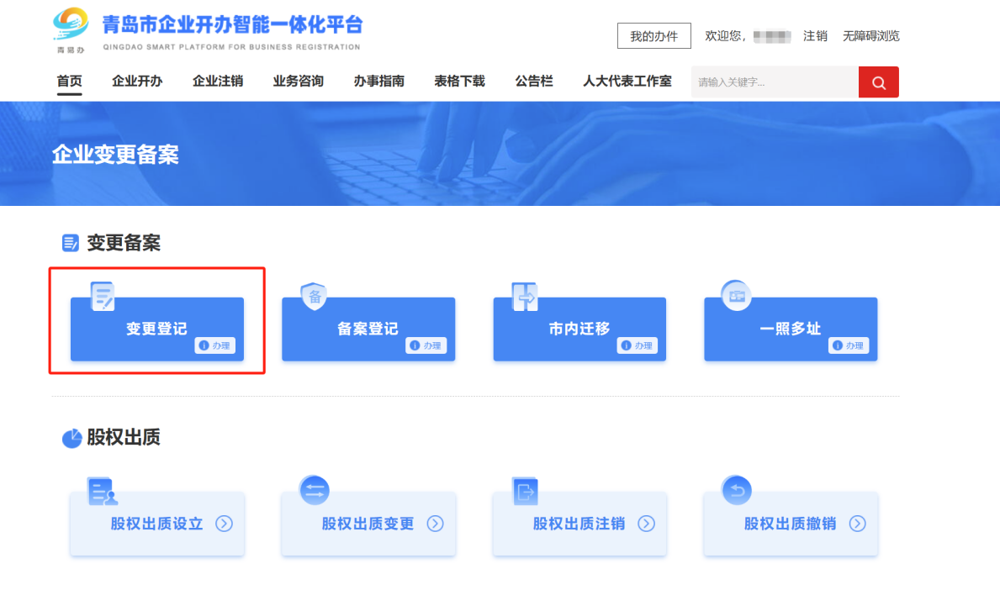 青岛市企业开办智能一体化平台
QINGDAO SMART PLATFORM FOR BUSINESS REGISTRATION
青易办
我的办件 欢迎您, 注销 无障碍浏览
首页 企业开办 企业注销 业务咨询 办事指南 表格下载 公告栏 人大代表工作室 请输入关键字...
企业变更备案
变更备案
备
变更登记 备案登记 市内迁移 一照多址
办理 办理 办理 办理
股权出质
股权出质设立 股权出质变更 股权出质注销 股权出质撤销